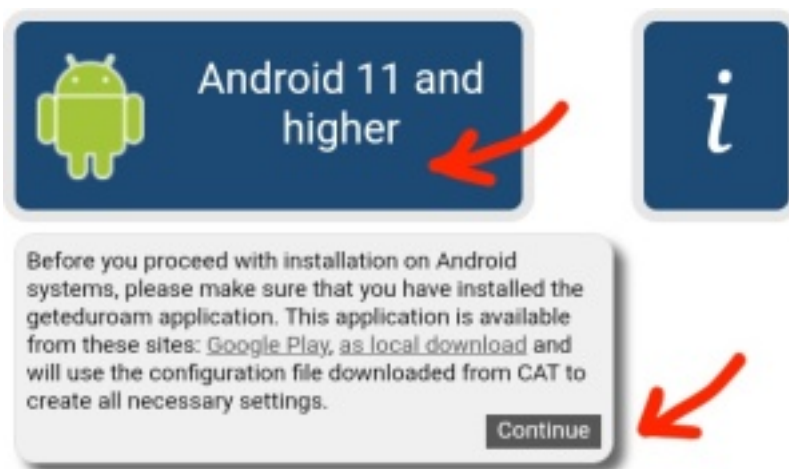 Android 11 and
higher
i
Before you proceed with installation on Android
systems, please make sure that you have installed the
geteduroam application. This application is available
from these sites: Google Play, as local download and
will use the configuration file downloaded from CAT to
create all necessary settings.
Continue